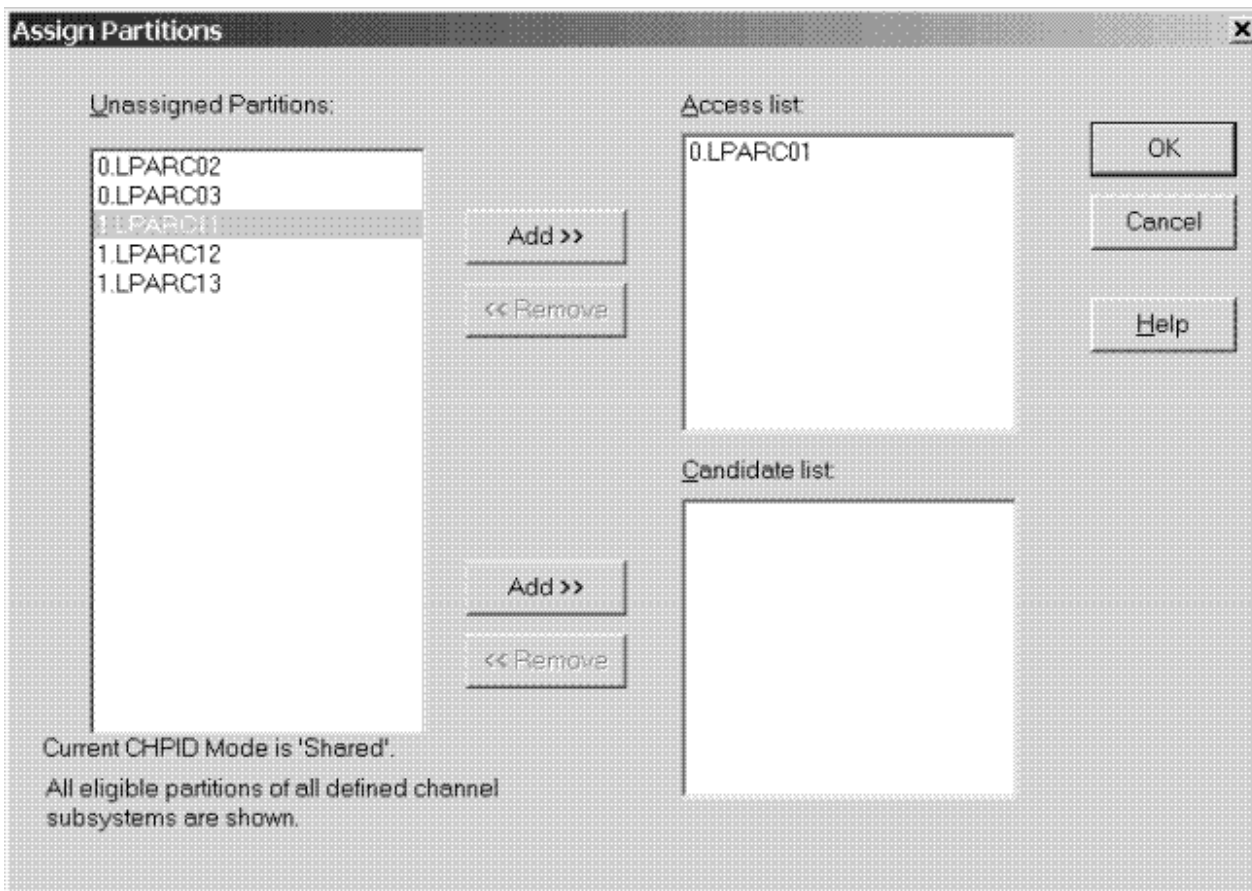 Assign Partitions
Unassigned Partitions:
0.LPARC02
0.LPARC03
1.LPARC11
1.LPARC12
1.LPARC13
Add >>
<< Remove
Add >>
<< Remove
Current CHPID Mode is 'Shared'.
All eligible partitions of all defined channel
subsystems are shown.
Access list:
0.LPARC01
Candidate list:
OK
Cancel
Help